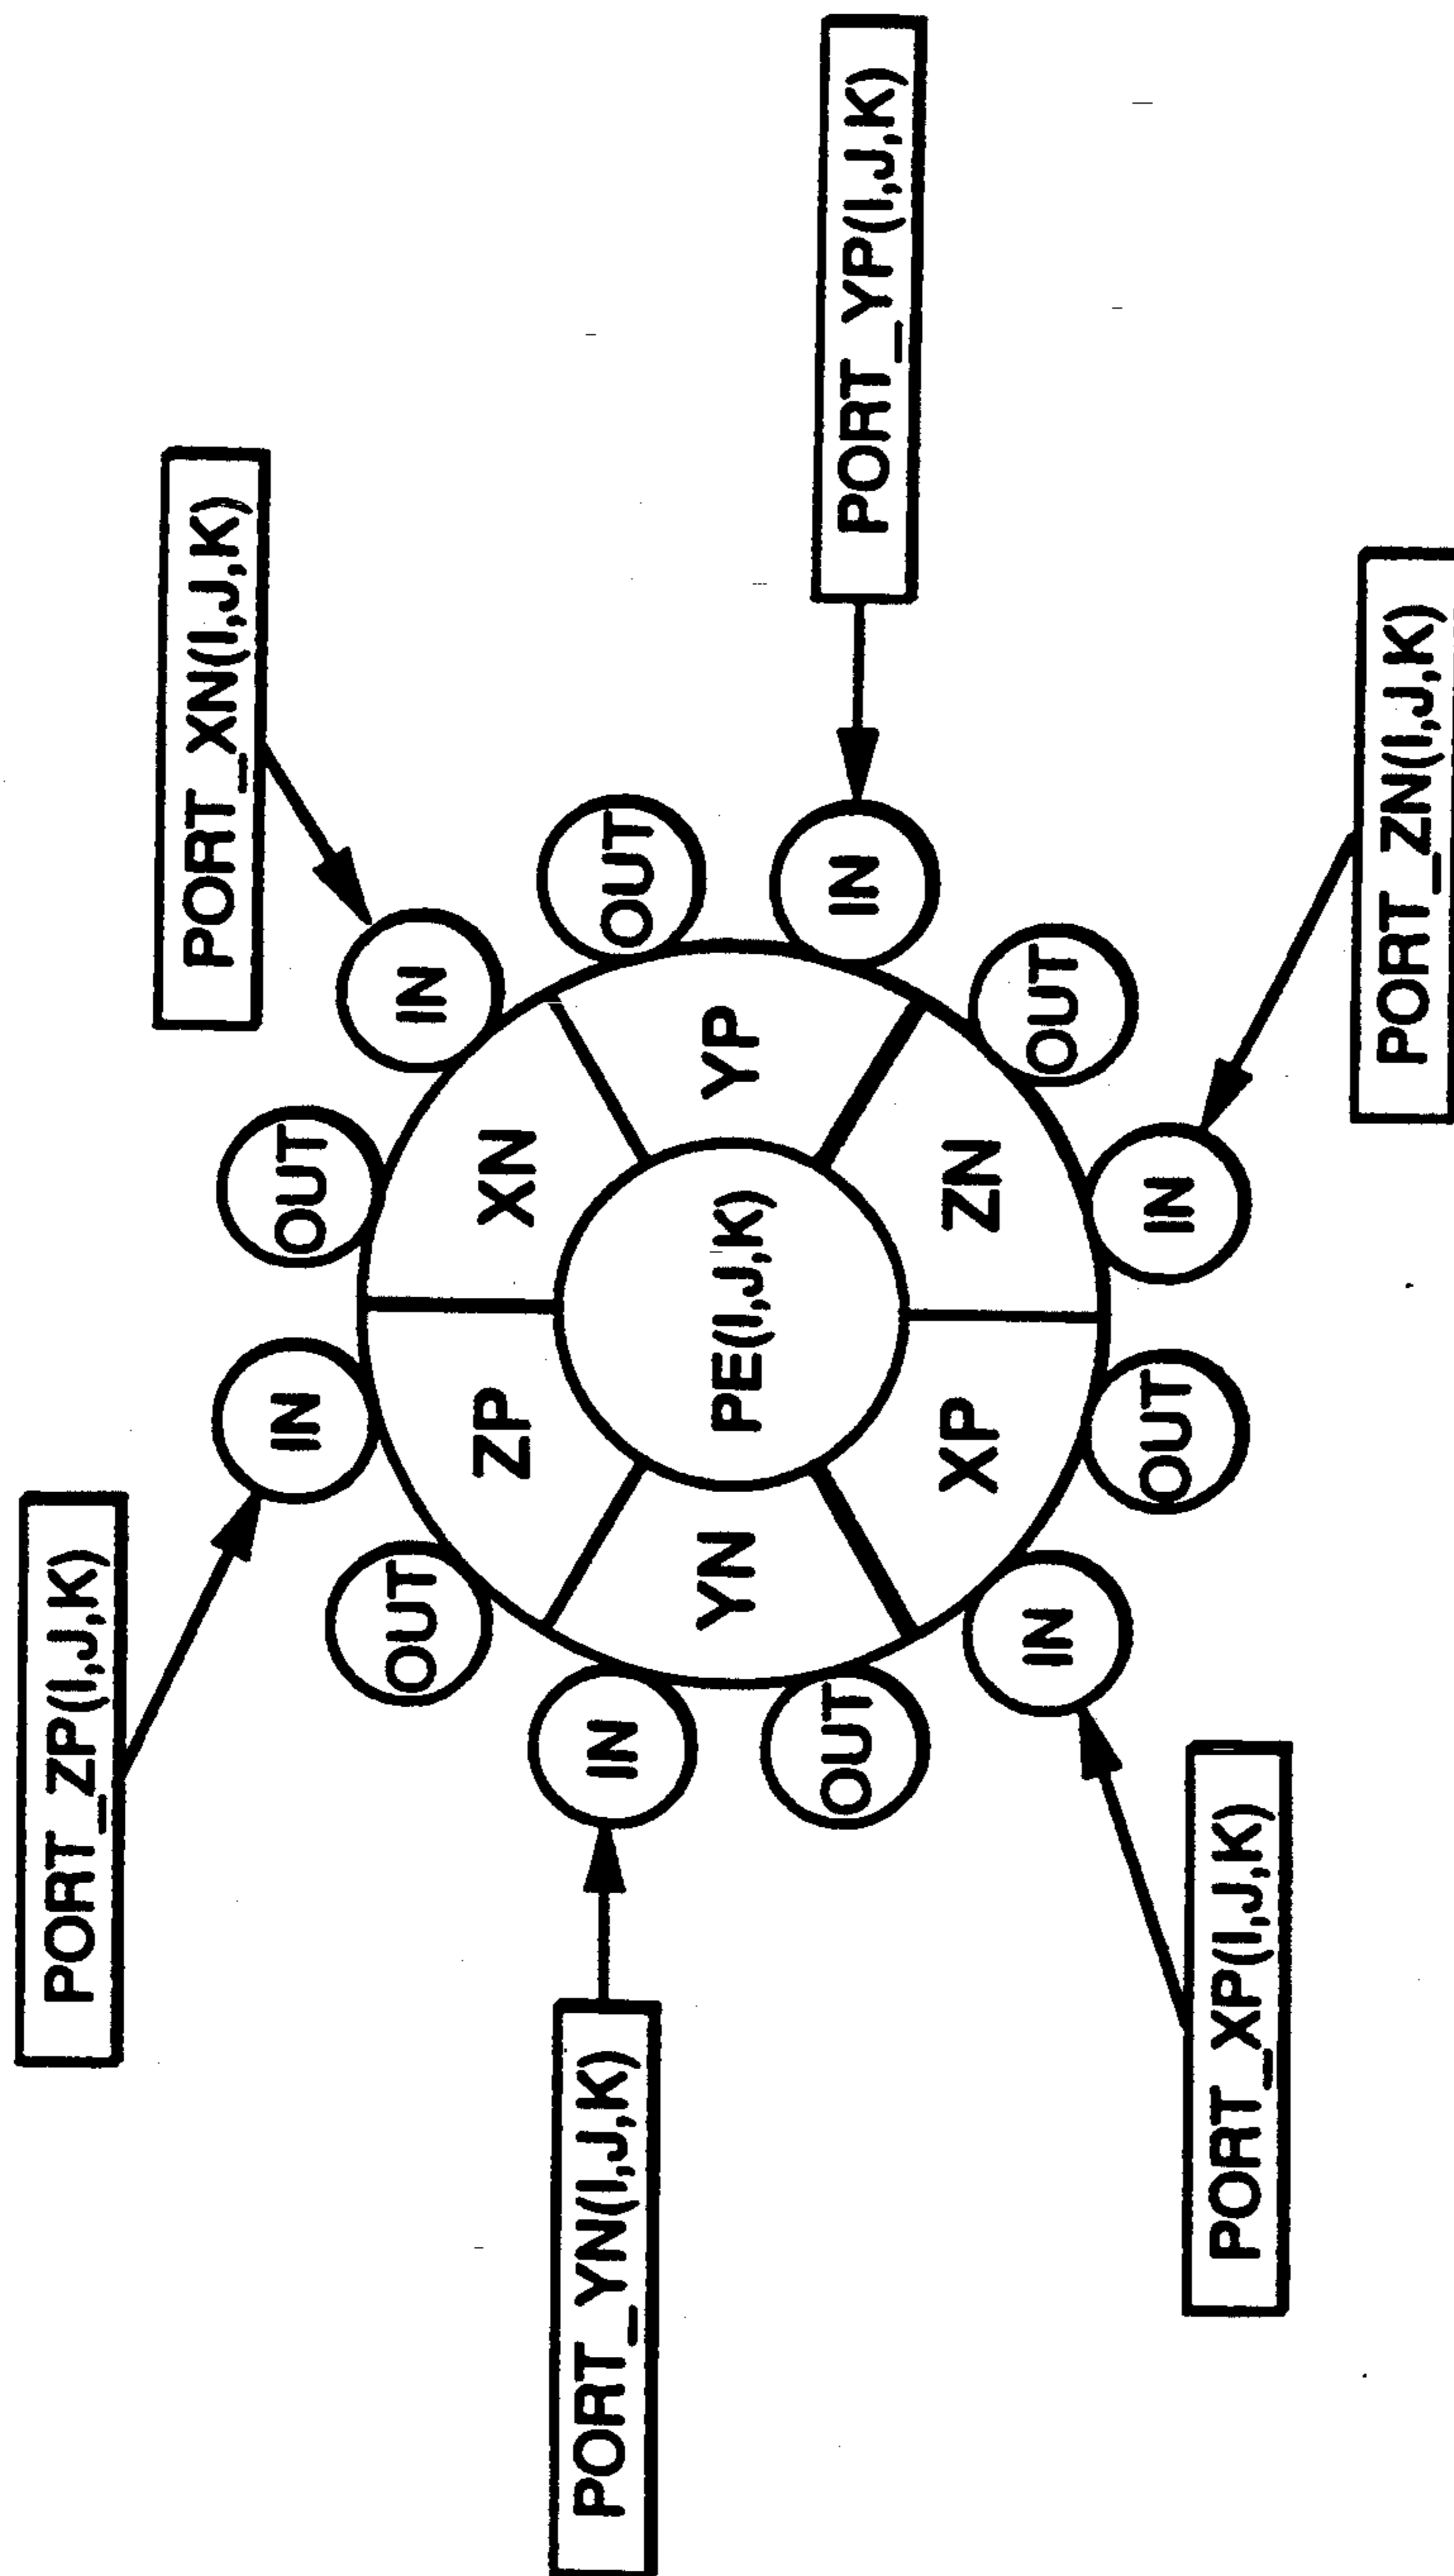 PORT_ZP(I,J,K)
PORT_XN(I,J,K)
IN
OUT
OUT
IN
ZP
XN
PORT_YN(I,J,K)
IN
OUT
YN
PE(I,J,K)
YP
OUT
IN
PORT_YP(I,J,K)
XP
ZN
IN
OUT
OUT
IN
PORT_XP(I,J,K)
PORT_ZN(I,J,K)